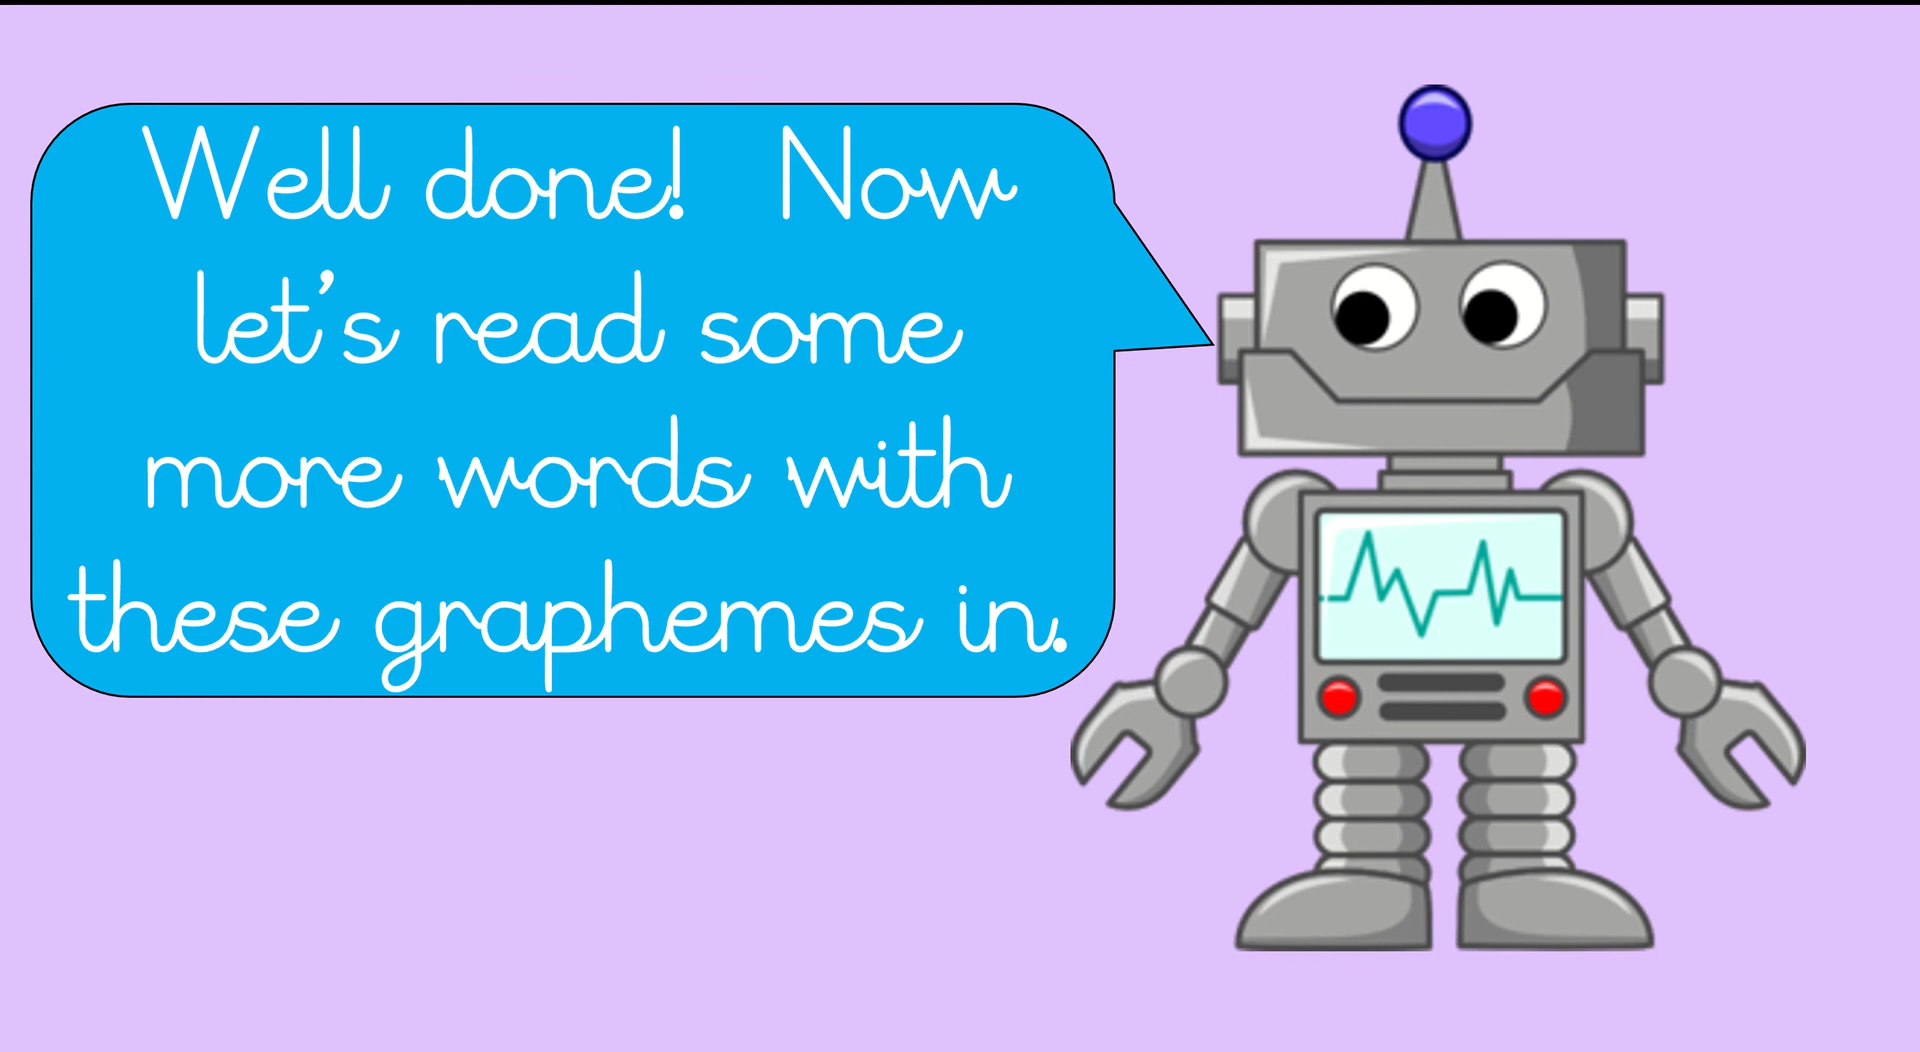 Well done!  Now
let’s read some
more words with
these graphemes in.